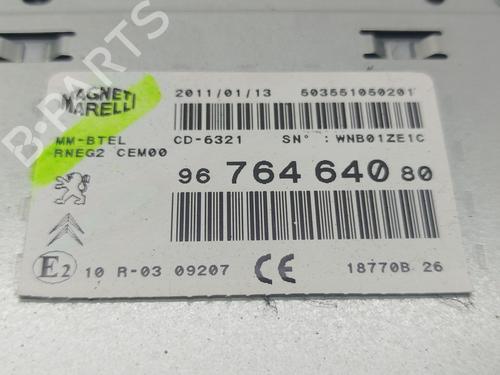 B-PARTS
MAGNETI MARELLI
2011/01/13 503551050201
MM-BTEL CD-6321 SN° : WNB01ZE1C
RNEG2 CEM00
96 764 640 80
E2 10 R-03 09207 CE 18770B 26